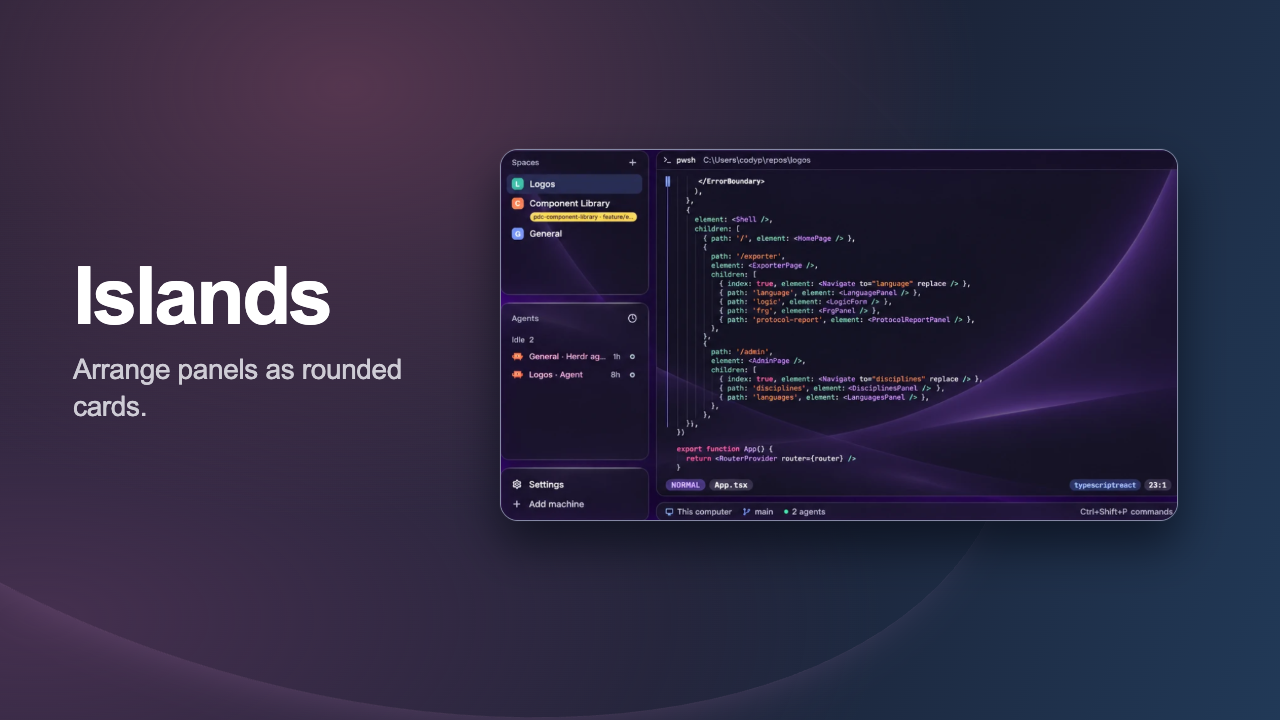 Islands
Arrange panels as rounded
cards.
Spaces +
L Logos
C Component Library
pdc-component-library · feature/e...
G General
Agents
Idle 2
General · Herdr ag... 1h
Logos · Agent 8h
Settings
+ Add machine
>_ pwsh C:\Users\codyp\repos\logos
</ErrorBoundary>
),
},
{
element: <Shell />,
children: [
{ path: '/', element: <HomePage /> },
{
path: '/exporter',
element: <ExporterPage />,
children: [
{ index: true, element: <Navigate to="language" replace /> },
{ path: 'language', element: <LanguagePanel /> },
{ path: 'logic', element: <LogicForm /> },
{ path: 'frg', element: <FrgPanel /> },
{ path: 'protocol-report', element: <ProtocolReportPanel /> },
],
},
{
path: '/admin',
element: <AdminPage />,
children: [
{ index: true, element: <Navigate to="disciplines" replace /> },
{ path: 'disciplines', element: <DisciplinesPanel /> },
{ path: 'languages', element: <LanguagesPanel /> },
],
},
]),
])
export function App() {
return <RouterProvider router={router} />
}
NORMAL App.tsx typescriptreact 23:1
This computer main 2 agents Ctrl+Shift+P commands